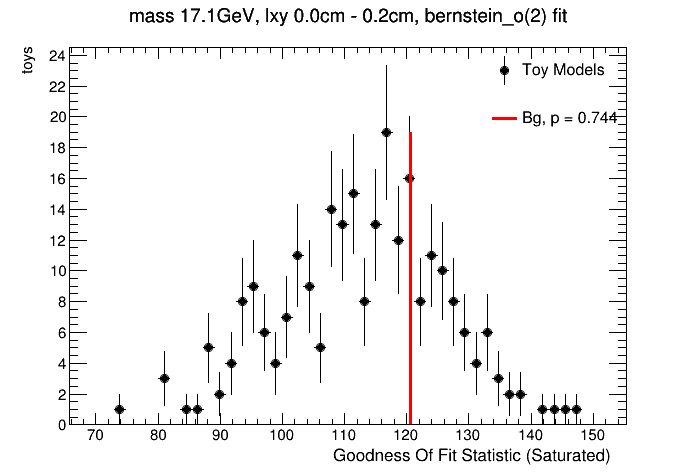 mass 17.1GeV, lxy 0.0cm - 0.2cm, bernstein_o(2) fit
toys
24
22
20
18
16
14
12
10
8
6
4
2
0
Toy Models
Bg, p = 0.744
70 80 90 100 110 120 130 140 150
Goodness Of Fit Statistic (Saturated)